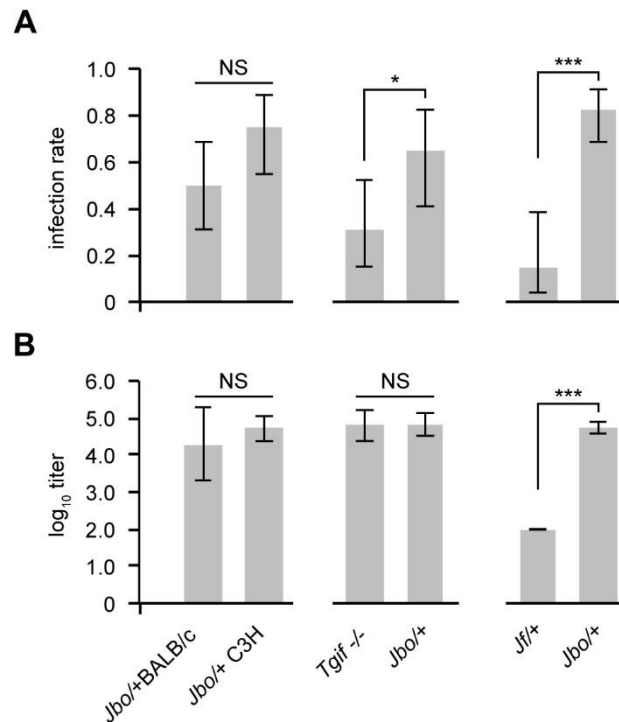 A
NS
*
***
1.0
0.8
0.6
0.4
0.2
0
infection rate
B
NS
NS
***
6.0
5.0
4.0
3.0
2.0
1.0
0
log10 titer
Jbo/+BALB/c
Jbo/+ C3H
Tgif -/-
Jbo/+
Jf/+
Jbo/+